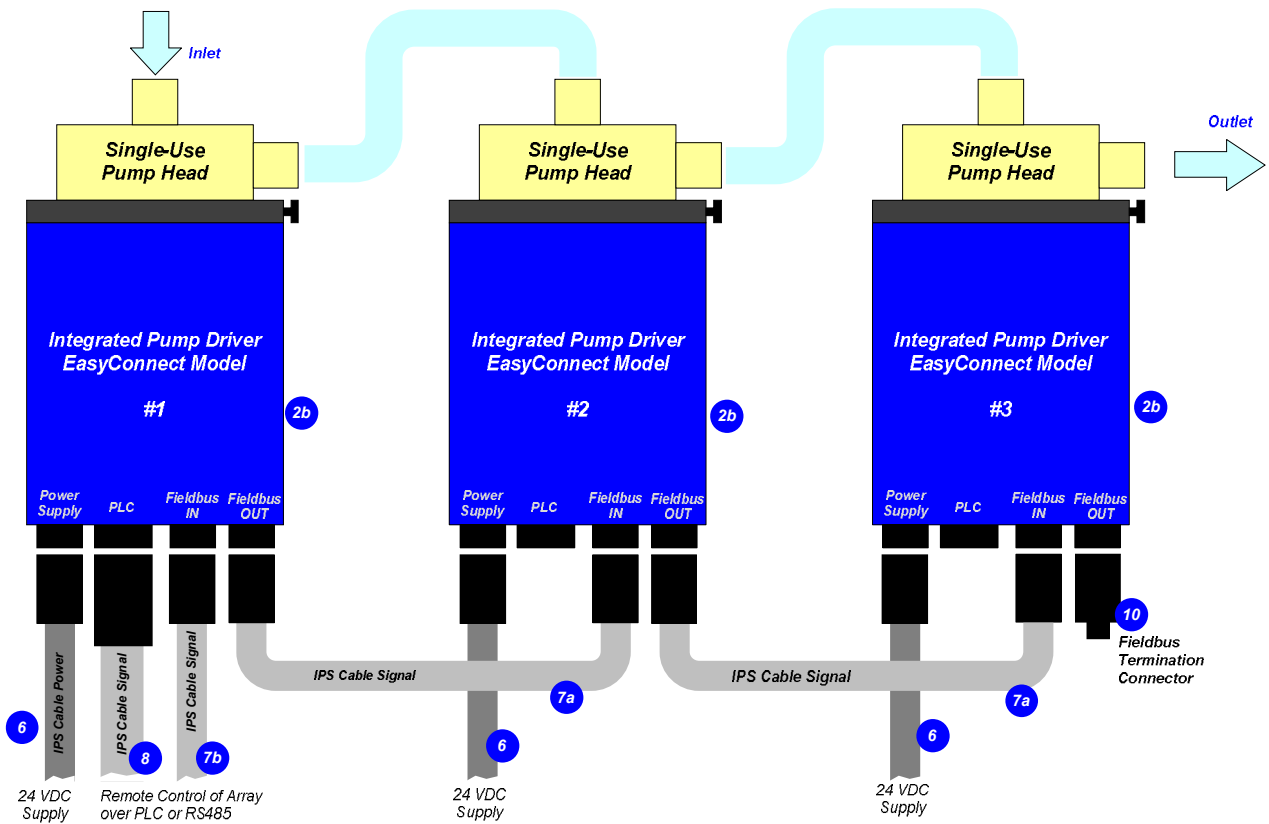 Inlet
Outlet
Single-Use
Pump Head
Single-Use
Pump Head
Single-Use
Pump Head
Integrated Pump Driver
EasyConnect Model
#1
2b
Integrated Pump Driver
EasyConnect Model
#2
2b
Integrated Pump Driver
EasyConnect Model
#3
2b
Power
Supply
PLC
Fieldbus
IN
Fieldbus
OUT
Power
Supply
PLC
Fieldbus
IN
Fieldbus
OUT
Power
Supply
PLC
Fieldbus
IN
Fieldbus
OUT
10
Fieldbus
Termination
Connector
IPS Cable Power
IPS Cable Signal
IPS Cable Signal
IPS Cable Signal
7a
IPS Cable Signal
7a
6
8
7b
6
6
24 VDC
Supply
Remote Control of Array
over PLC or RS485
24 VDC
Supply
24 VDC
Supply